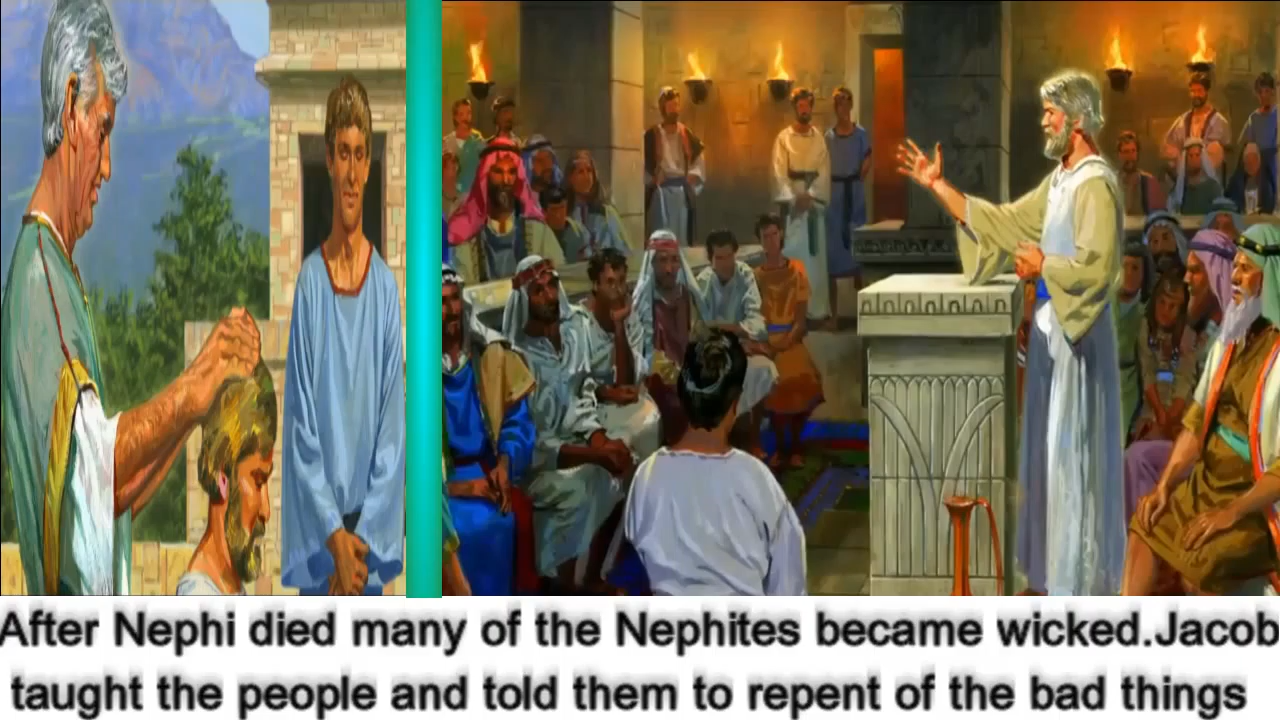 After Nephi died many of the Nephites became wicked.Jacob
taught the people and told them to repent of the bad things